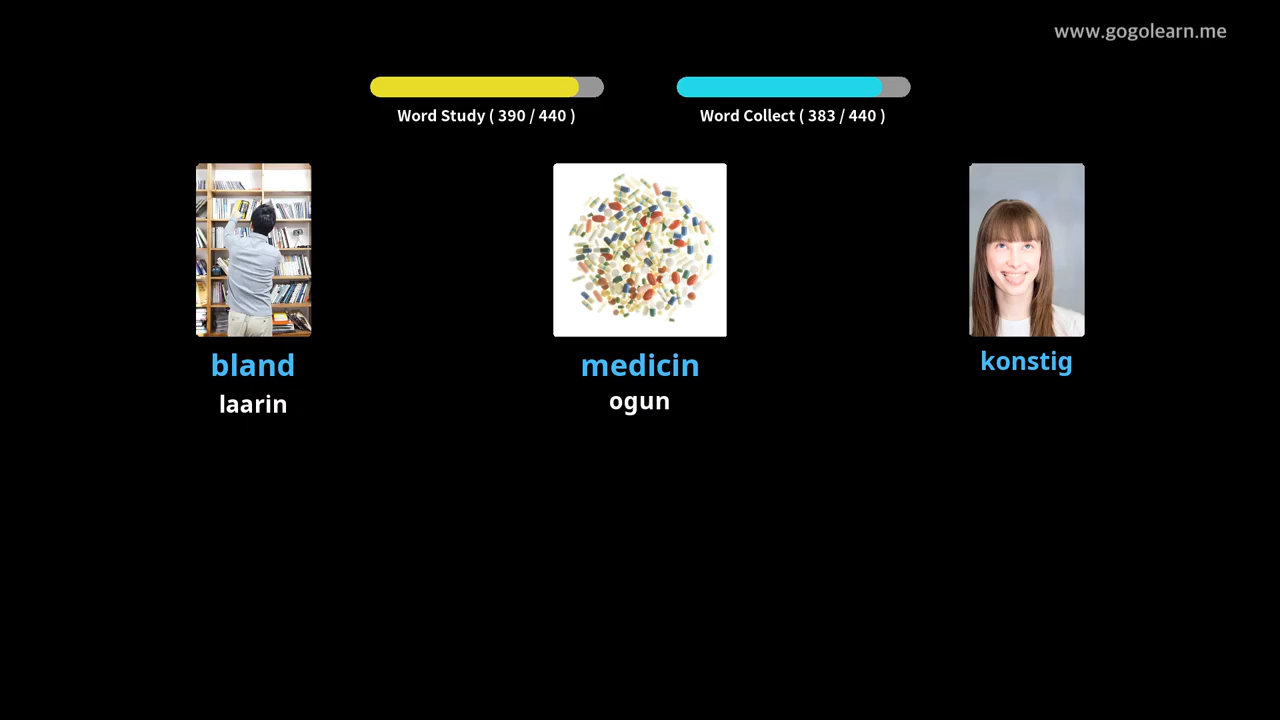 www.gogolearn.me
Word Study ( 390 / 440 )
Word Collect ( 383 / 440 )
bland
medicin
konstig
laarin
ogun